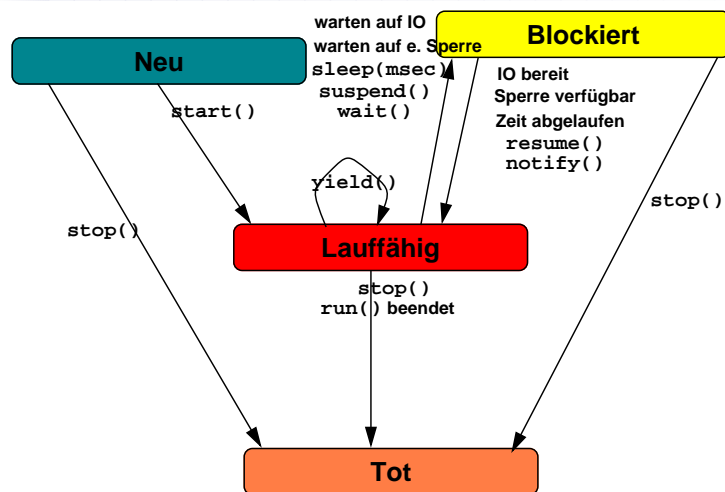 warten auf IO
warten auf e. Sperre
sleep(msec)
suspend()
wait()
Blockiert
Neu
IO bereit
Sperre verfügbar
Zeit abgelaufen
resume()
notify()
start()
yield()
stop()
stop()
Lauffähig
stop()
run() beendet
Tot